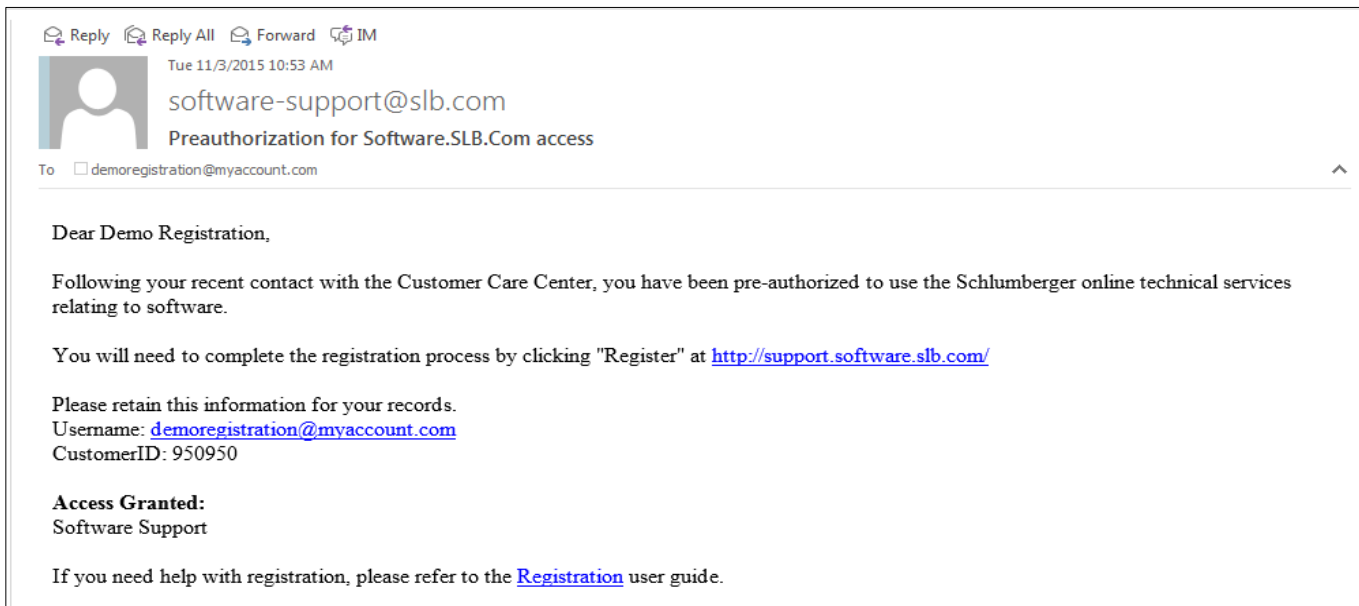 Reply Reply All Forward IM
Tue 11/3/2015 10:53 AM
software-support@slb.com
Preauthorization for Software.SLB.Com access
To demoregistration@myaccount.com
Dear Demo Registration,
Following your recent contact with the Customer Care Center, you have been pre-authorized to use the Schlumberger online technical services
relating to software.
You will need to complete the registration process by clicking "Register" at http://support.software.slb.com/
Please retain this information for your records.
Username: demoregistration@myaccount.com
CustomerID: 950950
Access Granted:
Software Support
If you need help with registration, please refer to the Registration user guide.